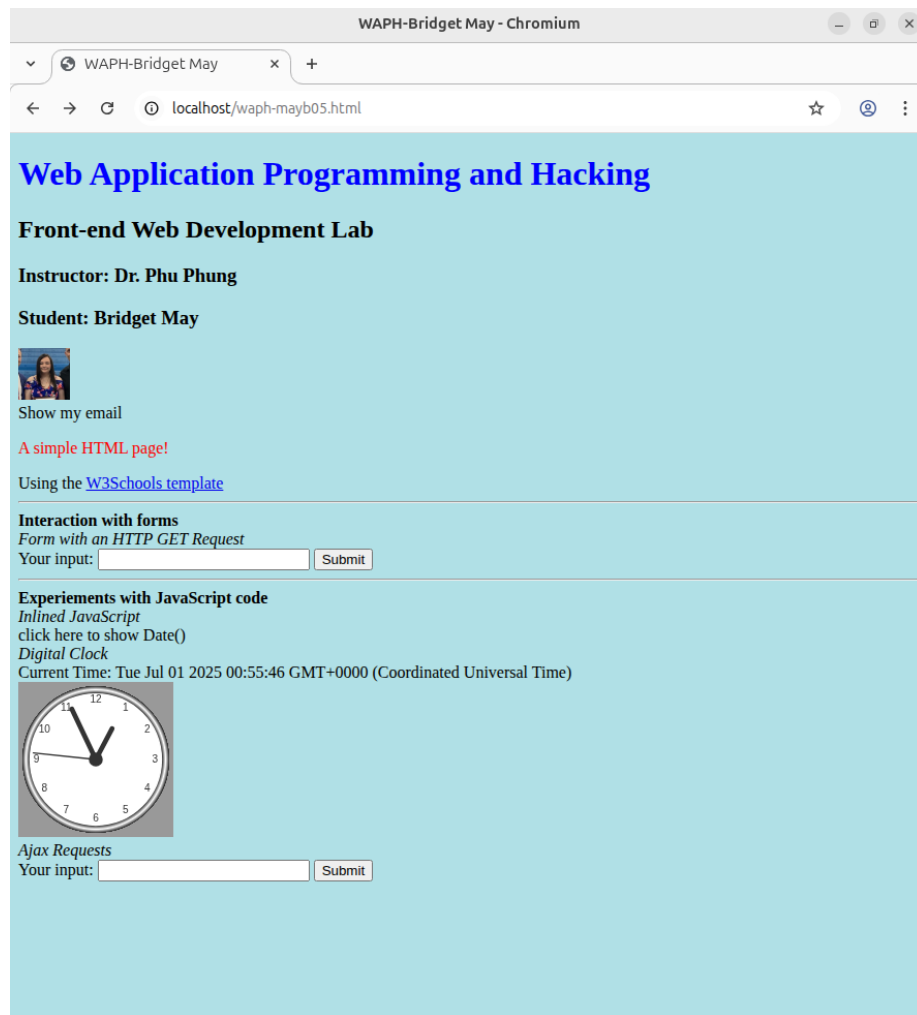 WAPH-Bridget May - Chromium
WAPH-Bridget May
localhost/waph-mayb05.html
Web Application Programming and Hacking
Front-end Web Development Lab
Instructor: Dr. Phu Phung
Student: Bridget May
Show my email
A simple HTML page!
Using the W3Schools template
Interaction with forms
Form with an HTTP GET Request
Your input: Submit
Experiements with JavaScript code
Inlined JavaScript
click here to show Date()
Digital Clock
Current Time: Tue Jul 01 2025 00:55:46 GMT+0000 (Coordinated Universal Time)
12
11 1
10 2
9 3
8 4
7 5
6
Ajax Requests
Your input: Submit